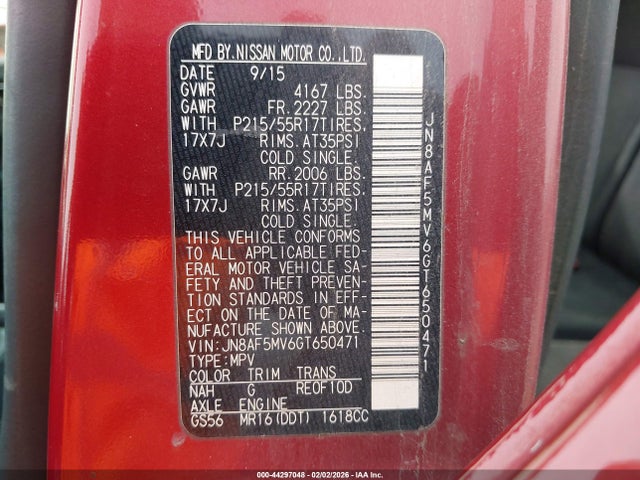 MFD BY.NISSAN MOTOR CO.,LTD.
DATE 9/15
GVWR 4167 LBS.
GAWR FR.2227 LBS.
WITH P215/55R17TIRES,
17X7J RIMS,AT35PSI
COLD SINGLE.
GAWR RR.2006 LBS.
WITH P215/55R17TIRES,
17X7J RIMS,AT35PSI
COLD SINGLE.
THIS VEHICLE CONFORMS
TO ALL APPLICABLE FED-
ERAL MOTOR VEHICLE SA-
FETY AND THEFT PREVEN-
TION STANDARDS IN EFF-
ECT ON THE DATE OF MA-
NUFACTURE SHOWN ABOVE.
VIN:JN8AF5MV6GT650471
TYPE:MPV
COLOR TRIM TRANS
NAH G RE0F10D
AXLE ENGINE
GS56 MR16(DDT) 1618CC
JN8AF5MV6GT650471
000-44297048 - 02/02/2026 - IAA Inc.